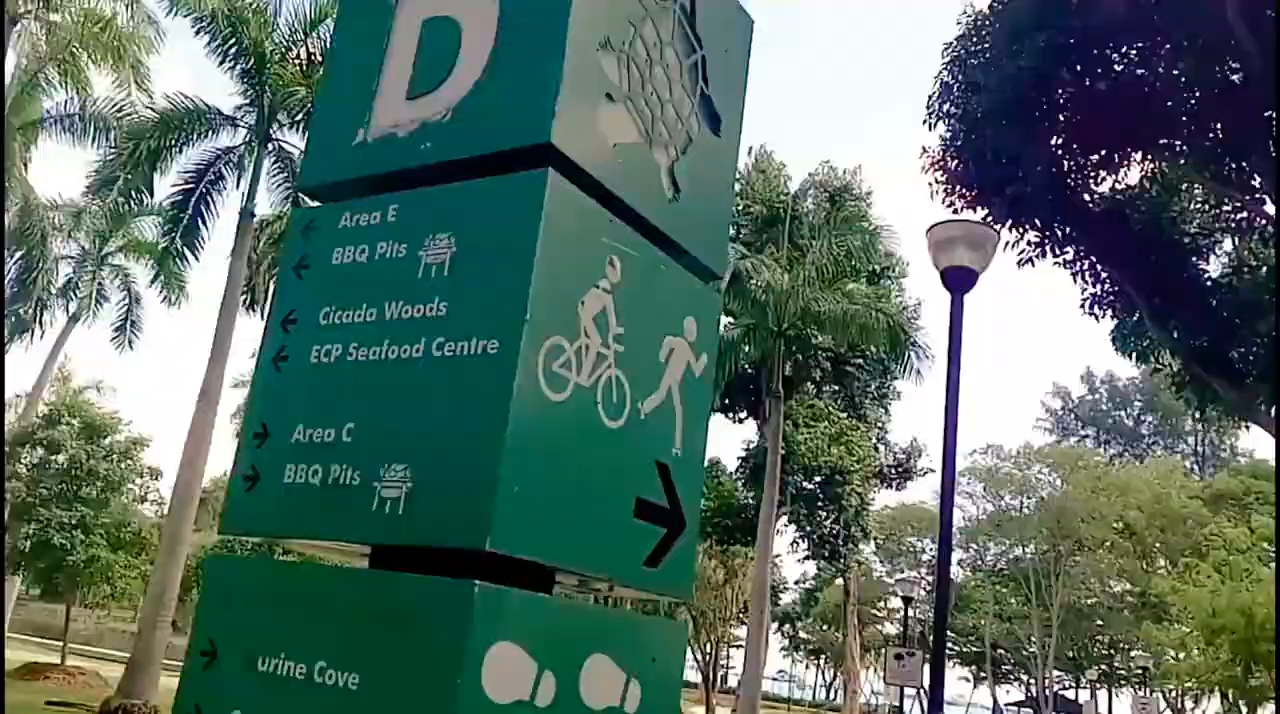 D
Area E
BBQ Pits
Cicada Woods
ECP Seafood Centre
Area C
BBQ Pits
urine Cove